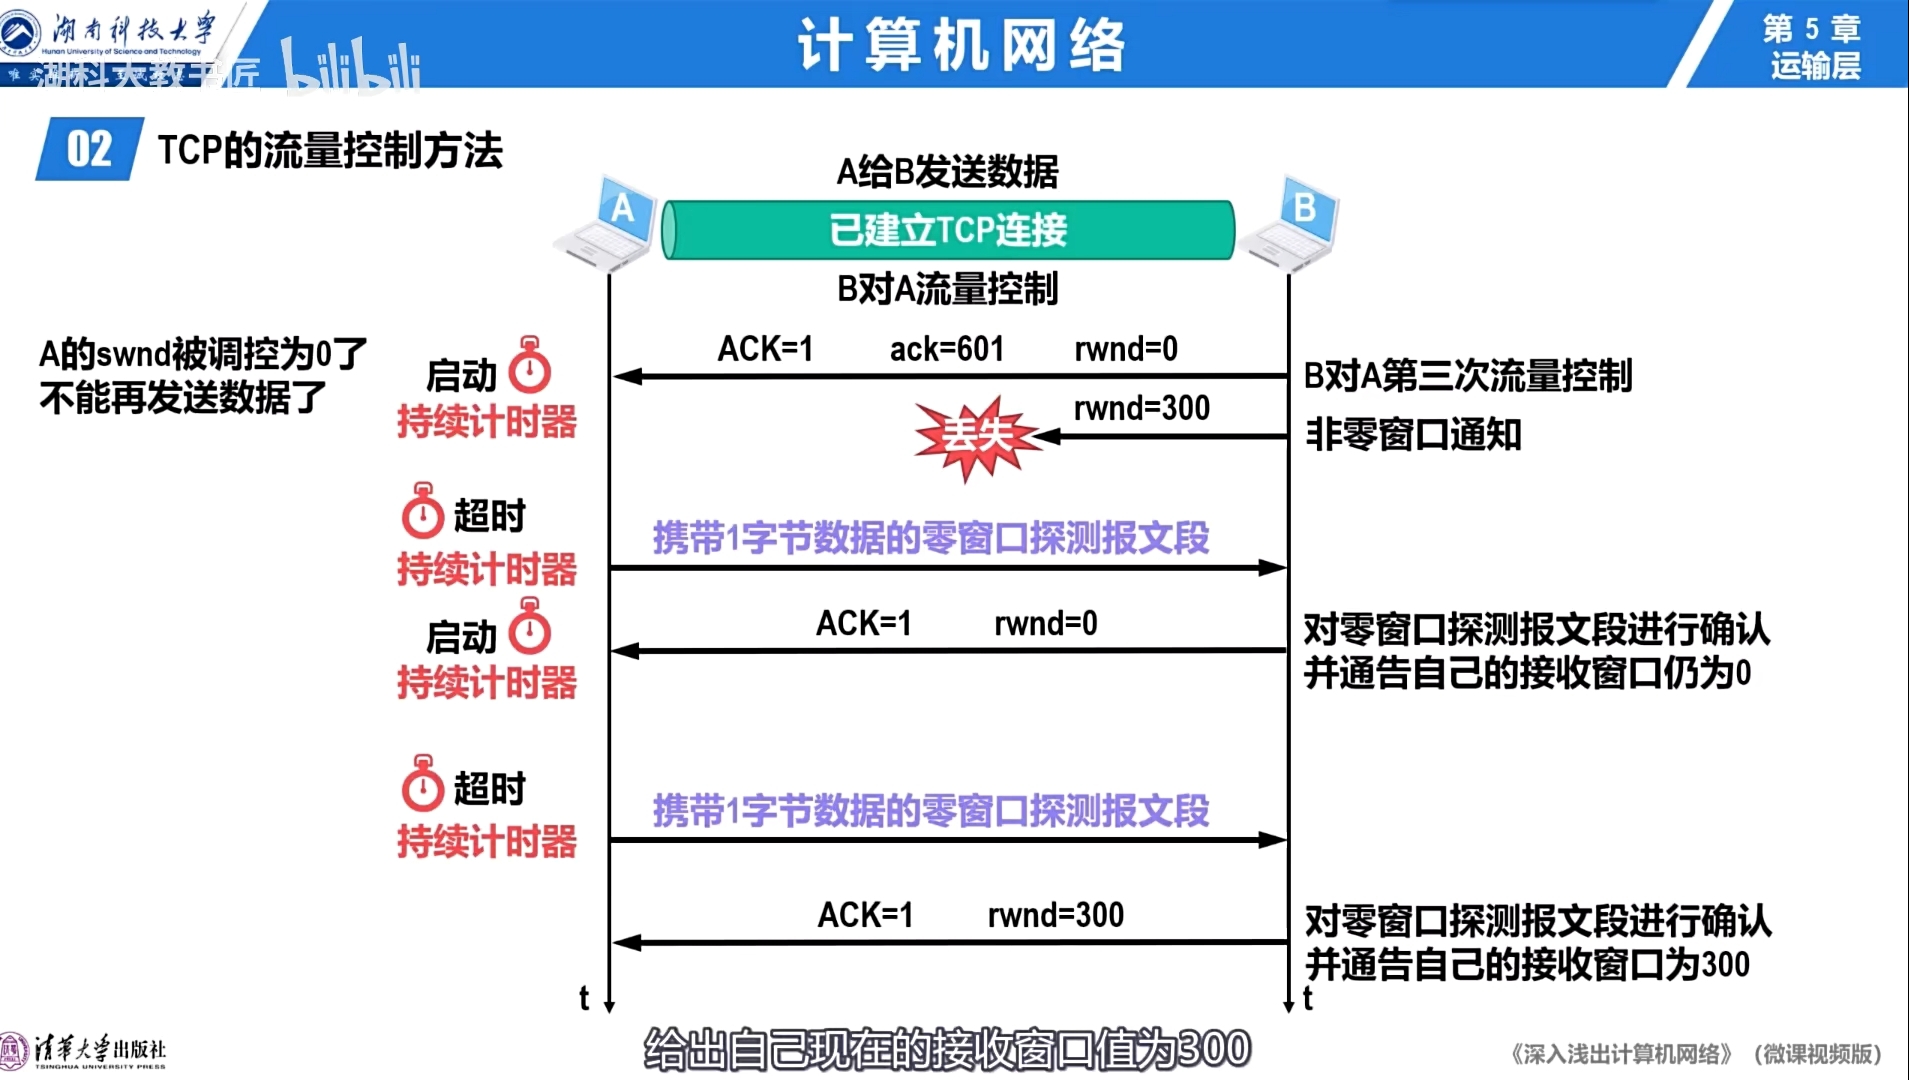 湖南科技大学
Hunan University of Science and Technology
湖科大教书匠 bilibili
计算机网络
第 5 章
运输层
02 TCP的流量控制方法
A给B发送数据
A
已建立TCP连接
B
B对A流量控制
A的swnd被调控为0了
不能再发送数据了
启动
持续计时器
ACK=1 ack=601 rwnd=0
B对A第三次流量控制
rwnd=300
丢失
非零窗口通知
超时
持续计时器
携带1字节数据的零窗口探测报文段
启动
持续计时器
ACK=1 rwnd=0
对零窗口探测报文段进行确认
并通告自己的接收窗口仍为0
超时
持续计时器
携带1字节数据的零窗口探测报文段
ACK=1 rwnd=300
对零窗口探测报文段进行确认
并通告自己的接收窗口为300
t
t
给出自己现在的接收窗口值为300
清华大学出版社
TSINGHUA UNIVERSITY PRESS
《深入浅出计算机网络》（微课视频版）